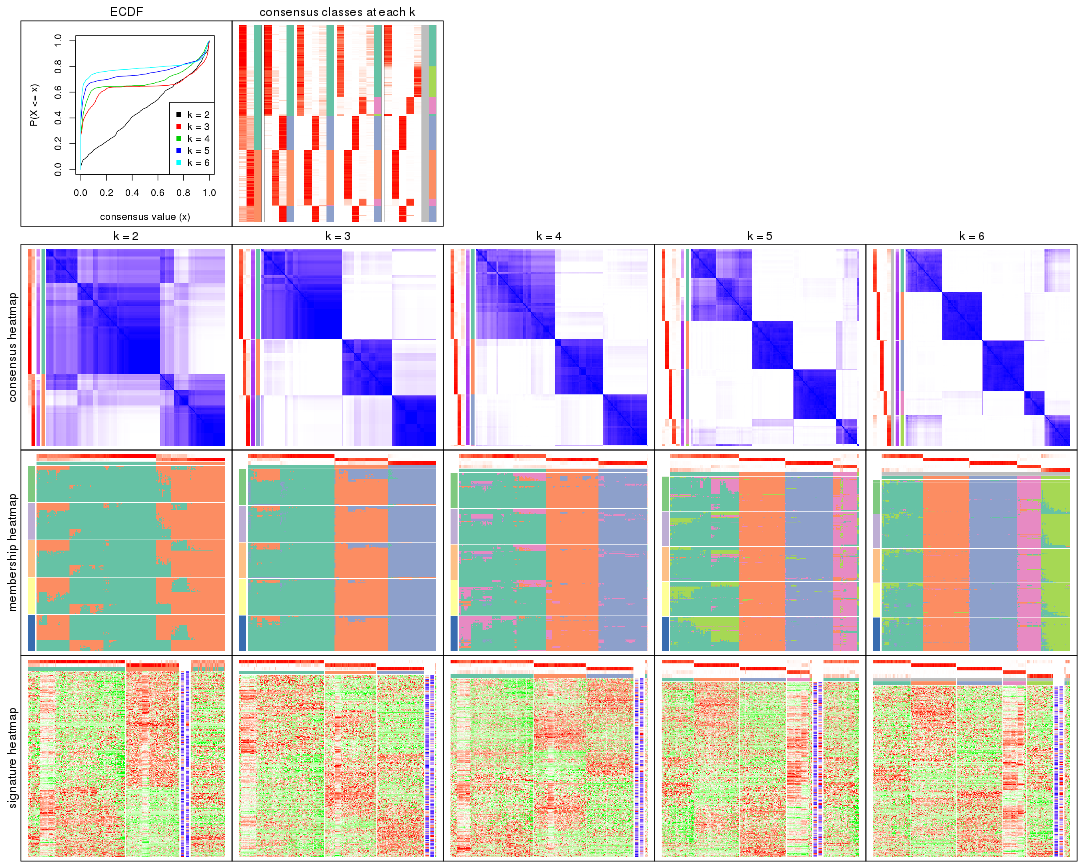 ECDF
consensus classes at each k
P(X <= x)
0.0
0.2
0.4
0.6
0.8
1.0
k = 2
k = 3
k = 4
k = 5
k = 6
0.0 0.2 0.4 0.6 0.8 1.0
consensus value (x)
k = 2
k = 3
k = 4
k = 5
k = 6
consensus heatmap
membership heatmap
signature heatmap